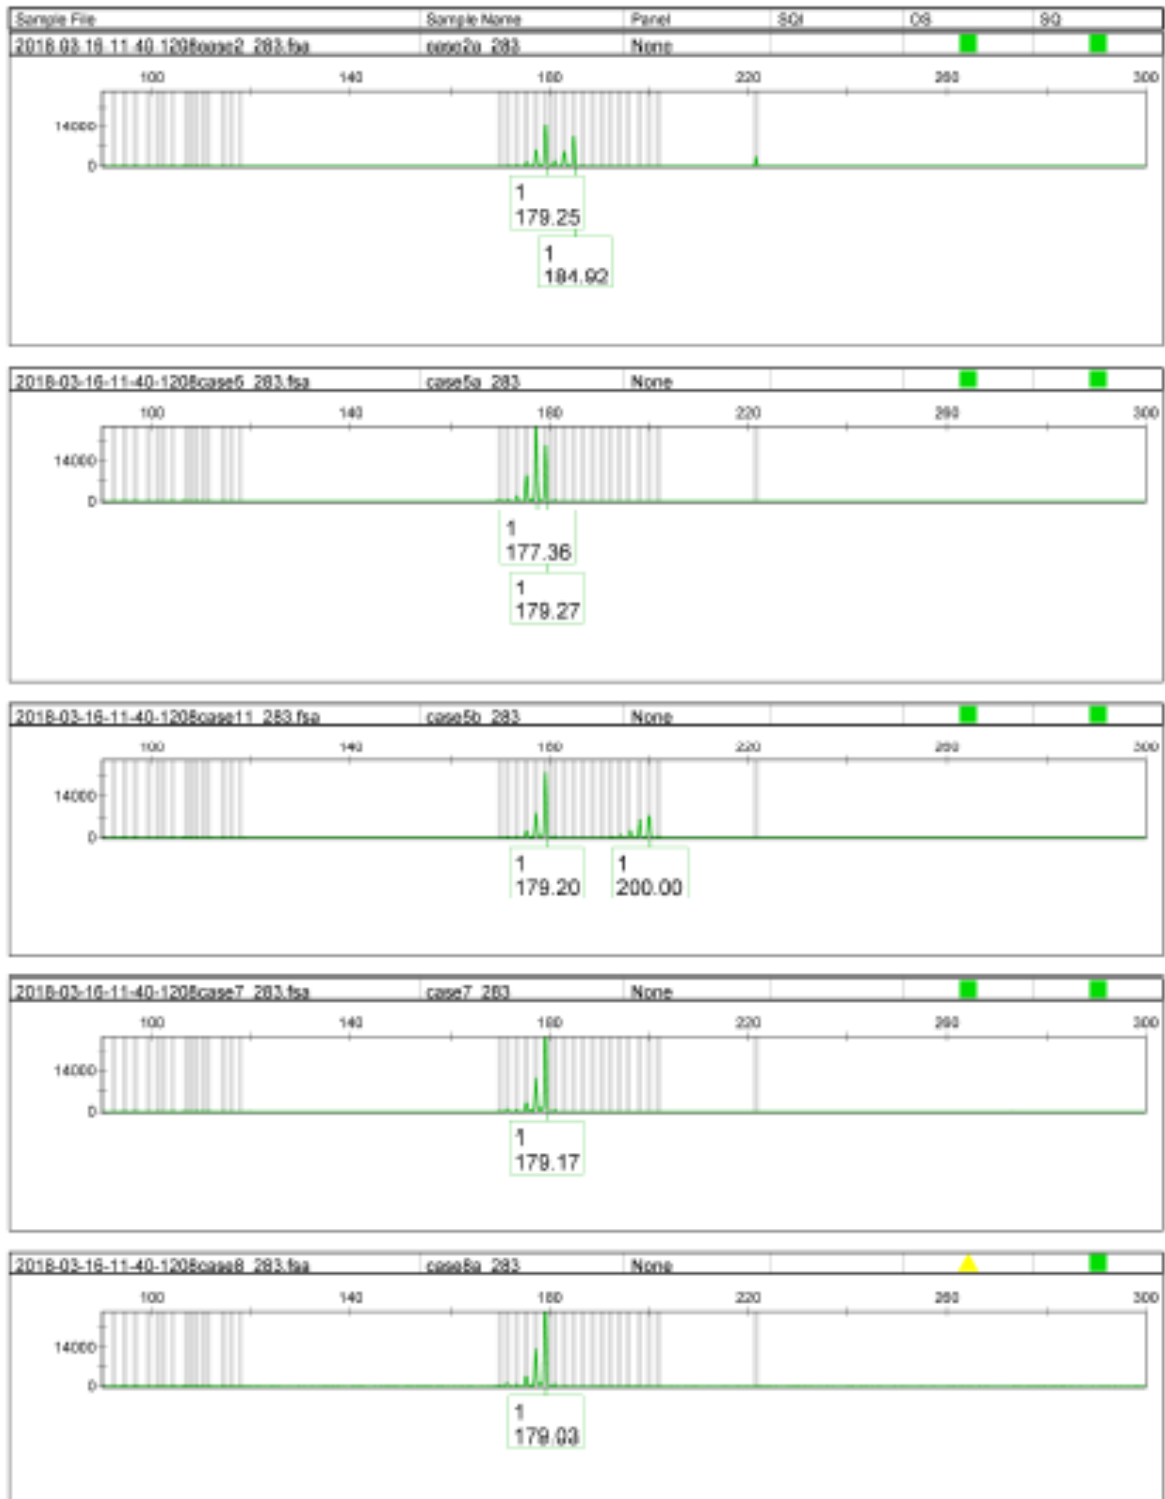 Sample File Sample Name Panel SQI OS SQ
2018-03-16-11-40-1208case2_283.fsa case2a_283 None
100 140 180 220 260 300
14000
0
1
179.25
1
184.92
2018-03-16-11-40-1208case5_283.fsa case5a_283 None
100 140 180 220 260 300
14000
0
1
177.36
1
179.27
2018-03-16-11-40-1208case11_283.fsa case5b_283 None
100 140 180 220 260 300
14000
0
1
179.20
1
200.00
2018-03-16-11-40-1208case7_283.fsa case7_283 None
100 140 180 220 260 300
14000
0
1
179.17
2018-03-16-11-40-1208case8_283.fsa case8a_283 None
100 140 180 220 260 300
14000
0
1
179.03